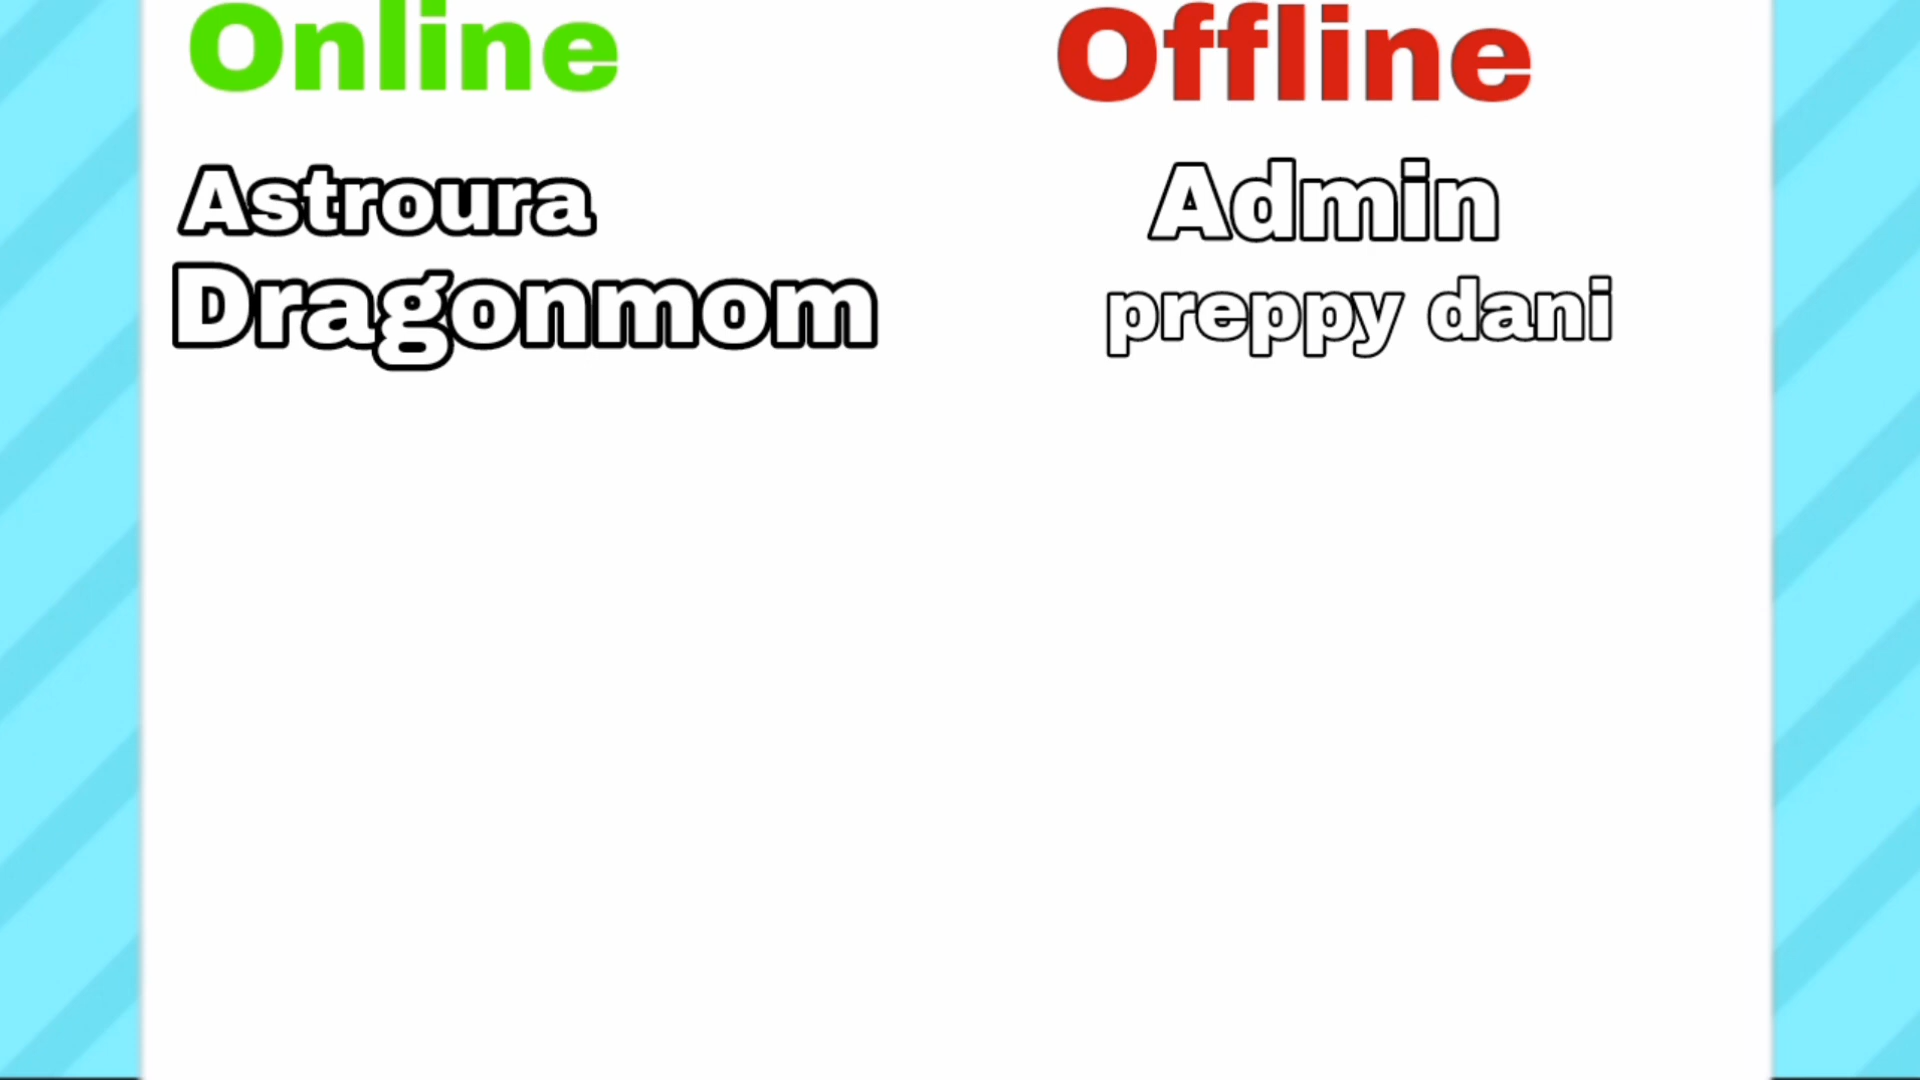 Online
Offline
Astroura
Admin
Dragonmom
preppy dani